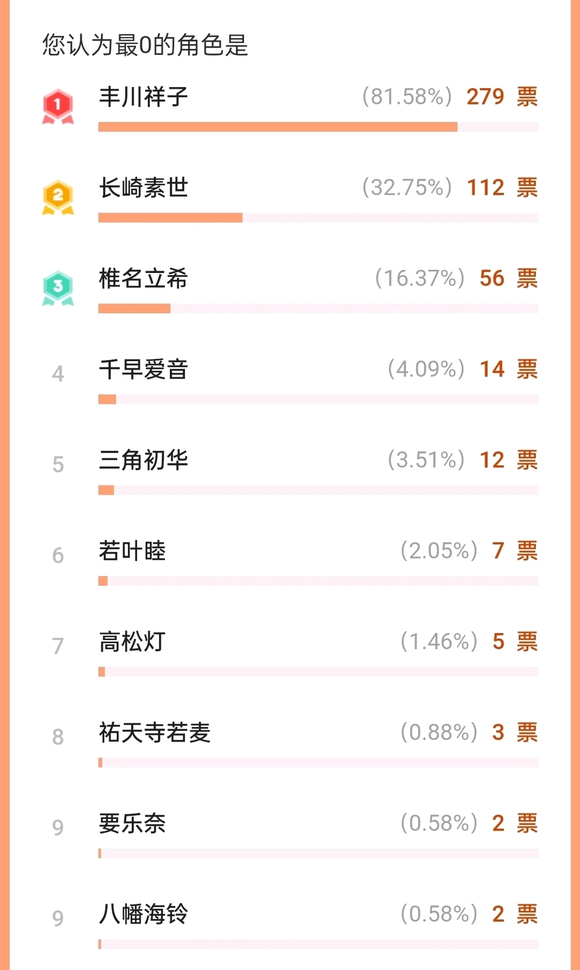 您认为最0的角色是
1 丰川祥子 (81.58%) 279 票
2 长崎素世 (32.75%) 112 票
3 椎名立希 (16.37%) 56 票
4 千早爱音 (4.09%) 14 票
5 三角初华 (3.51%) 12 票
6 若叶睦 (2.05%) 7 票
7 高松灯 (1.46%) 5 票
8 祐天寺若麦 (0.88%) 3 票
9 要乐奈 (0.58%) 2 票
9 八幡海铃 (0.58%) 2 票